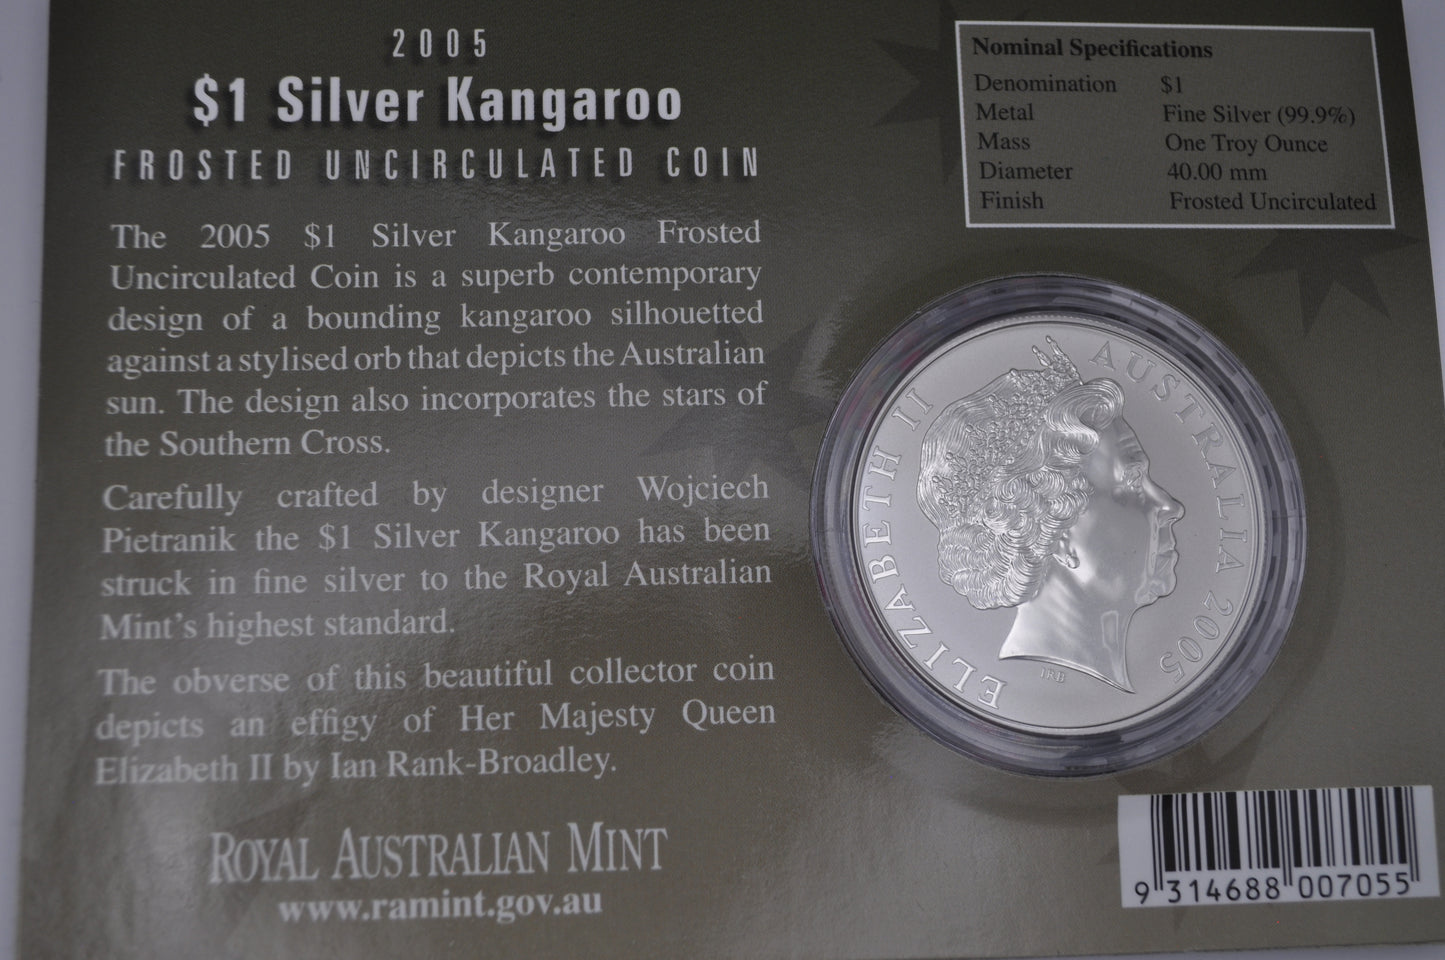 2005
$1 Silver Kangaroo
FROSTED UNCIRCULATED COIN
The 2005 $1 Silver Kangaroo Frosted
Uncirculated Coin is a superb contemporary
design of a bounding kangaroo silhouetted
against a stylised orb that depicts the Australian
sun. The design also incorporates the stars of
the Southern Cross.
Carefully crafted by designer Wojciech
Pietranik the $1 Silver Kangaroo has been
struck in fine silver to the Royal Australian
Mint's highest standard.
The obverse of this beautiful collector coin
depicts an effigy of Her Majesty Queen
Elizabeth II by Ian Rank-Broadley.
ROYAL AUSTRALIAN MINT
www.ramint.gov.au
Nominal Specifications
Denomination $1
Metal Fine Silver (99.9%)
Mass One Troy Ounce
Diameter 40.00 mm
Finish Frosted Uncirculated
ELIZABETH II AUSTRALIA 2005
IRB
9 314688 007055